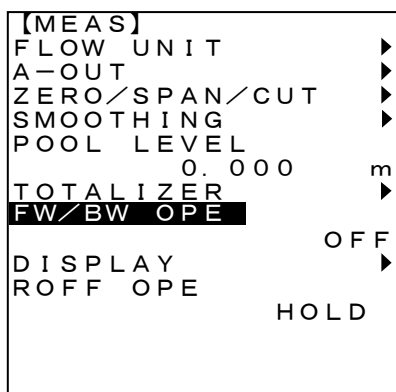 【MEAS】
FLOW UNIT ▶
A−OUT ▶
ZERO／SPAN／CUT ▶
SMOOTHING ▶
POOL LEVEL
0.000 m
TOTALIZER ▶
FW／BW OPE
OFF
DISPLAY ▶
ROFF OPE
HOLD